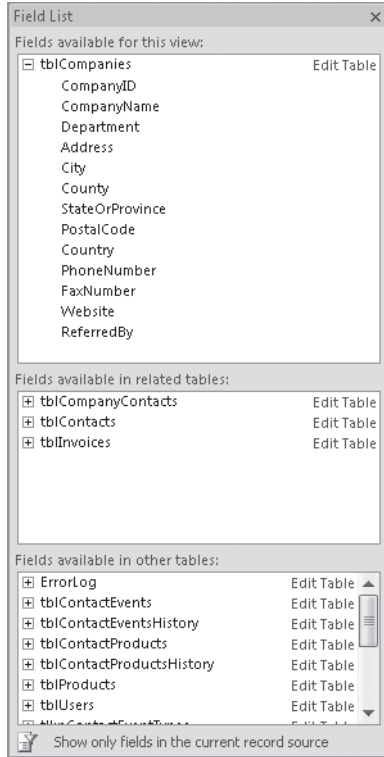 Field List
Fields available for this view:
tblCompanies Edit Table
CompanyID
CompanyName
Department
Address
City
County
StateOrProvince
PostalCode
Country
PhoneNumber
FaxNumber
Website
ReferredBy
Fields available in related tables:
tblCompanyContacts Edit Table
tblContacts Edit Table
tblInvoices Edit Table
Fields available in other tables:
ErrorLog Edit Table
tblContactEvents Edit Table
tblContactEventsHistory Edit Table
tblContactProducts Edit Table
tblContactProductsHistory Edit Table
tblProducts Edit Table
tblUsers Edit Table
Show only fields in the current record source